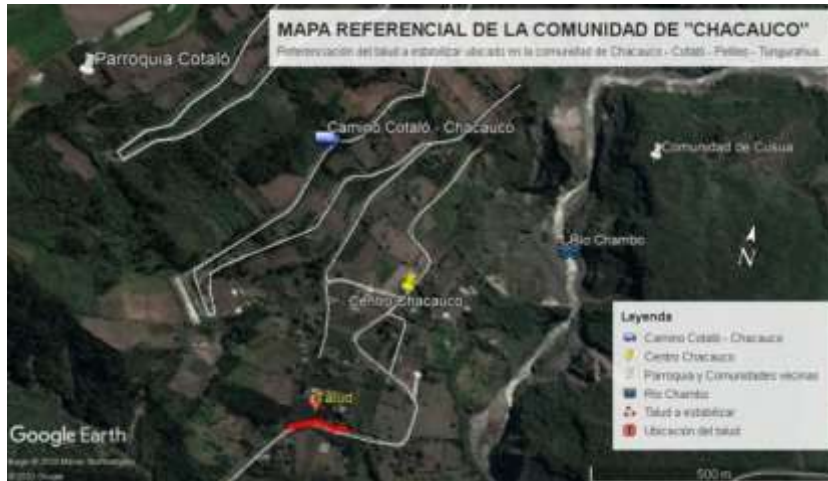 MAPA REFERENCIAL DE LA COMUNIDAD DE "CHACAUCO"
Referenciación del talud a estabilizar ubicado en la comunidad de Chacauco - Cotaló - Pelileo - Tungurahua.
Parroquia Cotaló
Camino Cotaló - Chacauco
Comunidad de Cusua
Río Chambo
N
Centro Chacauco
Talud
Leyenda
Camino Cotaló - Chacauco
Centro Chacauco
Parroquia y Comunidades vecinas
Río Chambo
Talud a estabilizar
Ubicación del talud
Google Earth
500 m